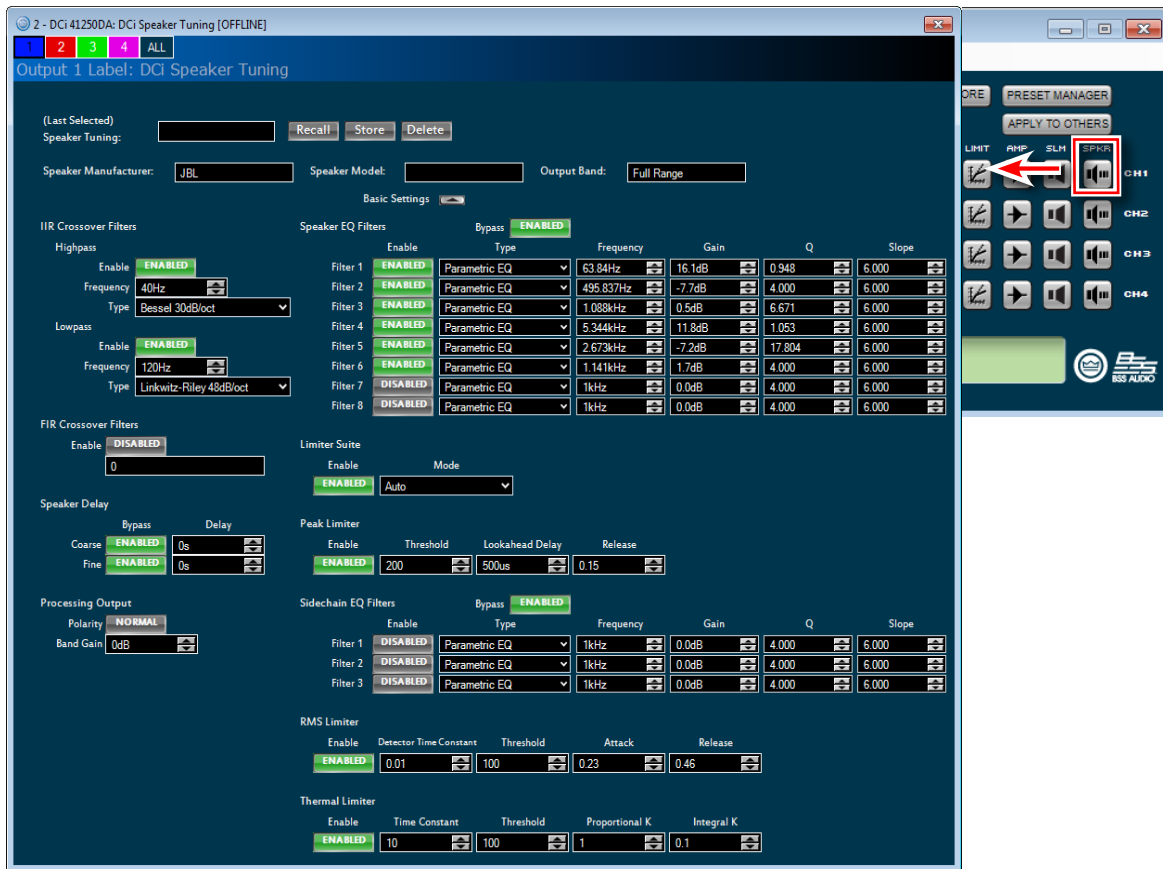 2 - DCi 41250DA: DCi Speaker Tuning [OFFLINE]
1 2 3 4 ALL
Output 1 Label: DCi Speaker Tuning
(Last Selected)
Speaker Tuning: Recall Store Delete
Speaker Manufacturer: JBL Speaker Model: Output Band: Full Range
Basic Settings
IIR Crossover Filters
Highpass
Enable ENABLED
Frequency 40Hz
Type Bessel 30dB/oct
Lowpass
Enable ENABLED
Frequency 120Hz
Type Linkwitz-Riley 48dB/oct
FIR Crossover Filters
Enable DISABLED
0
Speaker Delay
Bypass Delay
Coarse ENABLED 0s
Fine ENABLED 0s
Processing Output
Polarity NORMAL
Band Gain 0dB
Speaker EQ Filters Bypass ENABLED
Enable Type Frequency Gain Q Slope
Filter 1 ENABLED Parametric EQ 63.84Hz 16.1dB 0.948 6.000
Filter 2 ENABLED Parametric EQ 495.837Hz -7.7dB 4.000 6.000
Filter 3 ENABLED Parametric EQ 1.088kHz 0.5dB 6.671 6.000
Filter 4 ENABLED Parametric EQ 5.344kHz 11.8dB 1.053 6.000
Filter 5 ENABLED Parametric EQ 2.673kHz -7.2dB 17.804 6.000
Filter 6 ENABLED Parametric EQ 1.141kHz 1.7dB 4.000 6.000
Filter 7 DISABLED Parametric EQ 1kHz 0.0dB 4.000 6.000
Filter 8 DISABLED Parametric EQ 1kHz 0.0dB 4.000 6.000
Limiter Suite
Enable Mode
ENABLED Auto
Peak Limiter
Enable Threshold Lookahead Delay Release
ENABLED 200 500us 0.15
Sidechain EQ Filters Bypass ENABLED
Enable Type Frequency Gain Q Slope
Filter 1 DISABLED Parametric EQ 1kHz 0.0dB 4.000 6.000
Filter 2 DISABLED Parametric EQ 1kHz 0.0dB 4.000 6.000
Filter 3 DISABLED Parametric EQ 1kHz 0.0dB 4.000 6.000
RMS Limiter
Enable Detector Time Constant Threshold Attack Release
ENABLED 0.01 100 0.23 0.46
Thermal Limiter
Enable Time Constant Threshold Proportional K Integral K
ENABLED 10 100 1 0.1
ORE PRESET MANAGER
APPLY TO OTHERS
LIMIT AMP SLM SPKR
CH1
CH2
CH3
CH4
BSS AUDIO